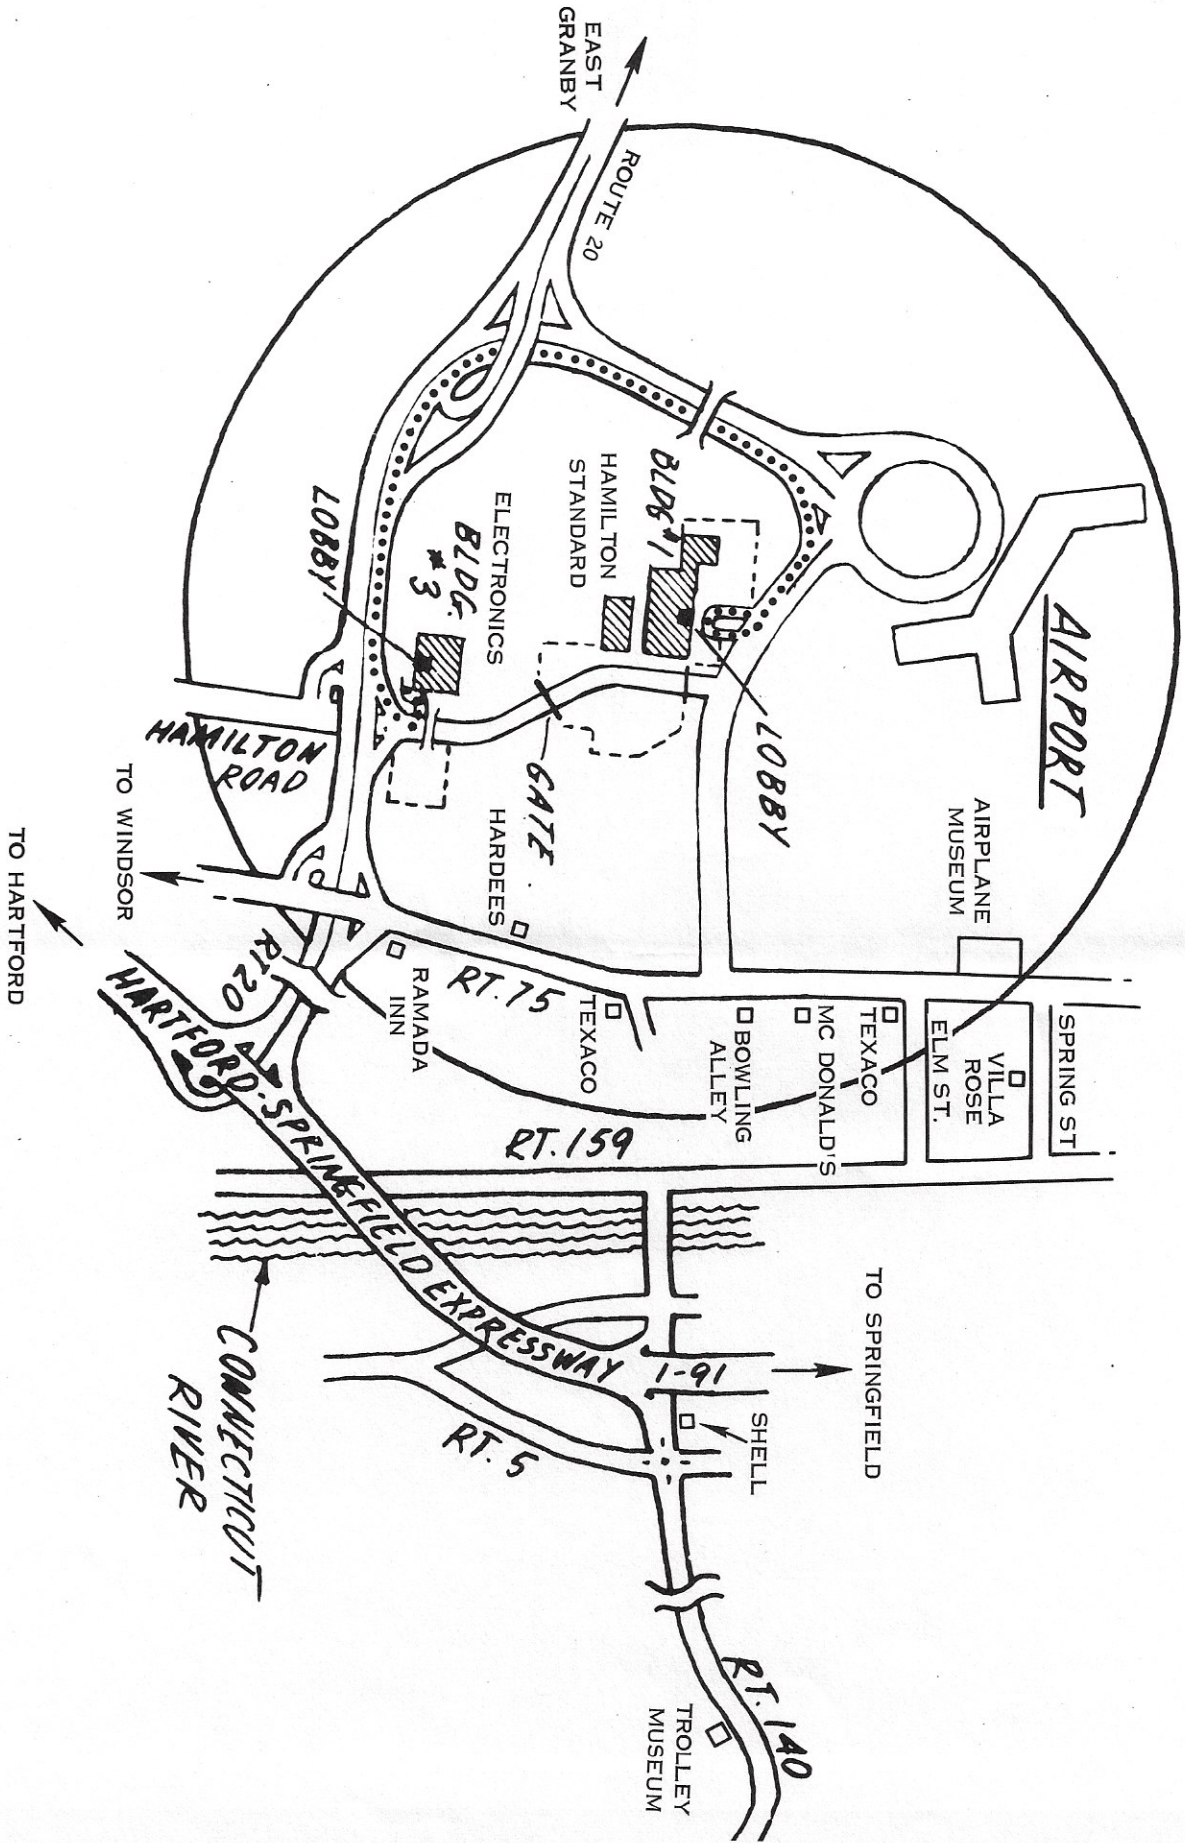 EAST
GRANBY
ROUTE 20
AIRPORT
AIRPLANE
MUSEUM
SPRING ST
VILLA
ROSE
ELM ST.
TEXACO
MC DONALD'S
BOWLING
ALLEY
TEXACO
BLDG #1
HAMILTON
STANDARD
LOBBY
ELECTRONICS
BLDG.
#3
LOBBY
GATE
HARDEES
RT. 75
RAMADA
INN
HAMILTON
ROAD
TO WINDSOR
TO HARTFORD
RT 20
HARTFORD-SPRINGFIELD EXPRESSWAY I-91
RT. 159
TO SPRINGFIELD
CONNECTICUT
RIVER
RT. 5
SHELL
RT. 140
TROLLEY
MUSEUM